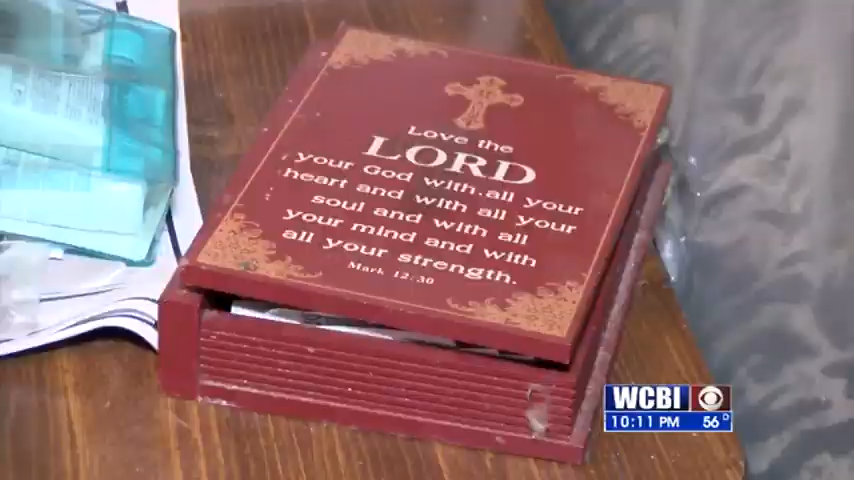 Love the
LORD
your God with all your
heart and with all your
soul and with all
your mind and with
all your strength.
Mark 12:30
WCBI
10:11 PM 56°